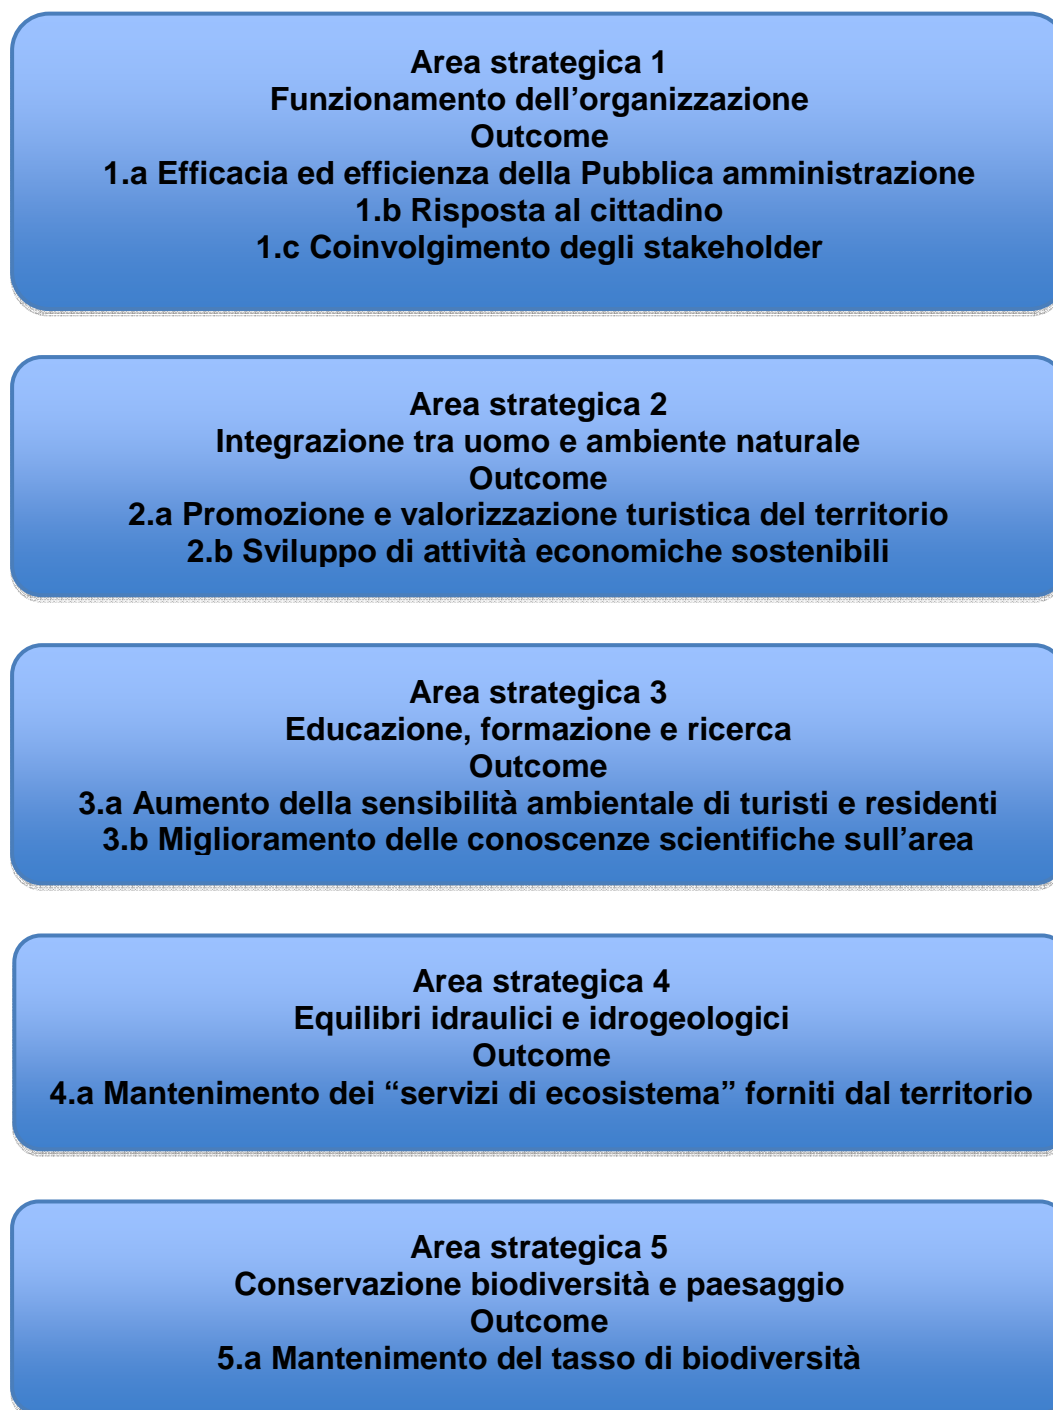 Area strategica 1
Funzionamento dell’organizzazione
Outcome
1.a Efficacia ed efficienza della Pubblica amministrazione
1.b Risposta al cittadino
1.c Coinvolgimento degli stakeholder
Area strategica 2
Integrazione tra uomo e ambiente naturale
Outcome
2.a Promozione e valorizzazione turistica del territorio
2.b Sviluppo di attività economiche sostenibili
Area strategica 3
Educazione, formazione e ricerca
Outcome
3.a Aumento della sensibilità ambientale di turisti e residenti
3.b Miglioramento delle conoscenze scientifiche sull’area
Area strategica 4
Equilibri idraulici e idrogeologici
Outcome
4.a Mantenimento dei “servizi di ecosistema” forniti dal territorio
Area strategica 5
Conservazione biodiversità e paesaggio
Outcome
5.a Mantenimento del tasso di biodiversità